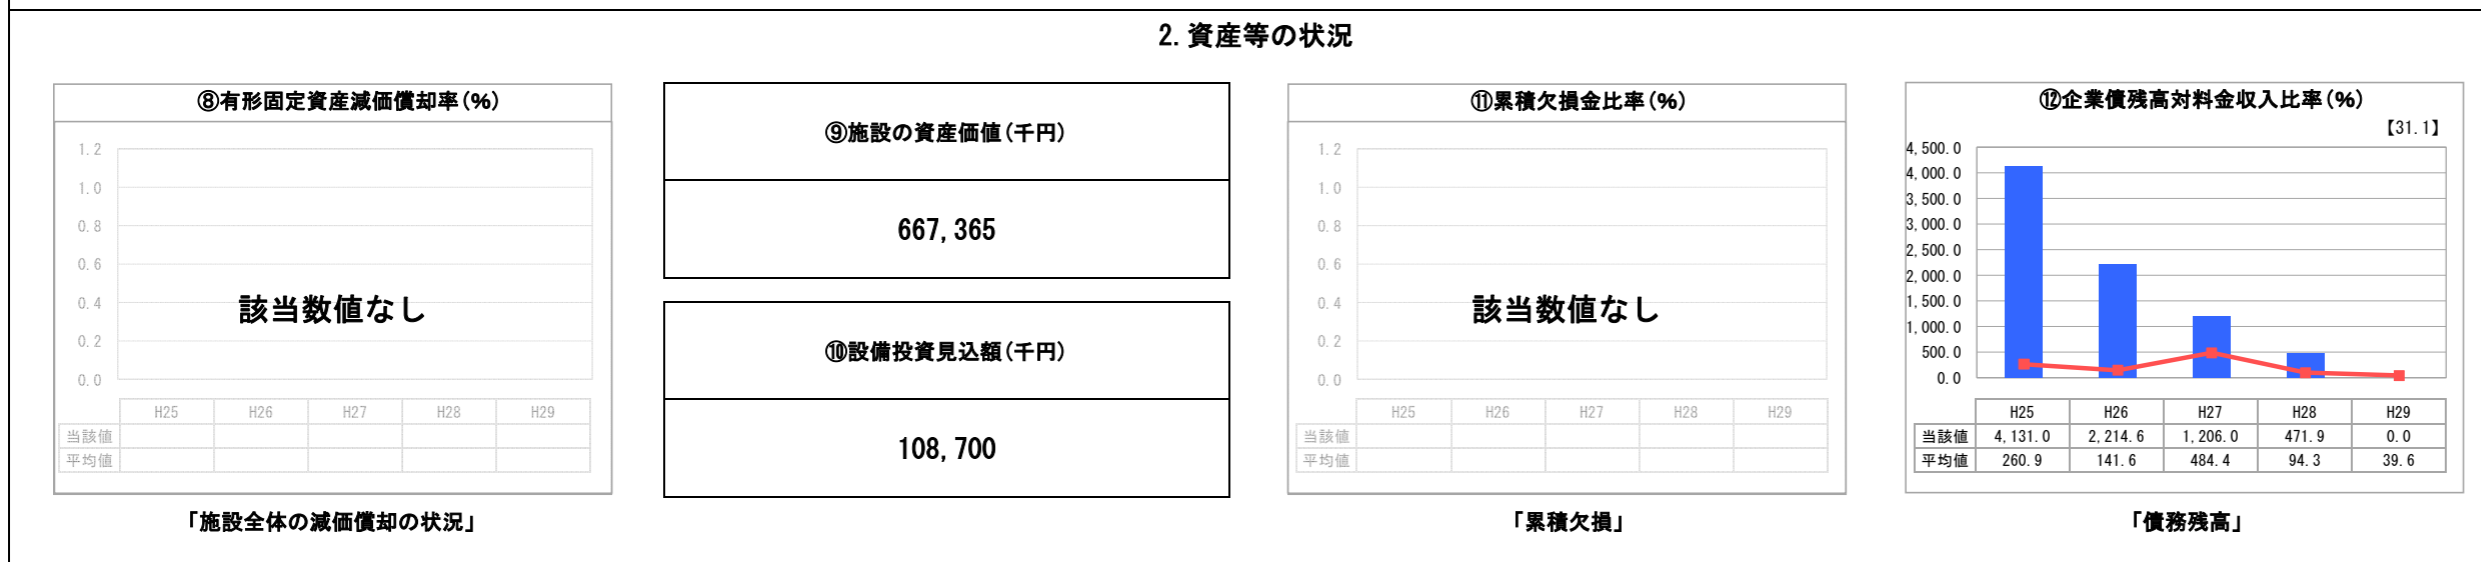 2. 資産等の状況
⑧有形固定資産減価償却率(%)
1.2
1.0
0.8
0.6
0.4
0.2
0.0
該当数値なし
H25 H26 H27 H28 H29
当該値
平均値
「施設全体の減価償却の状況」
⑨施設の資産価値(千円)
667,365
⑩設備投資見込額(千円)
108,700
⑪累積欠損金比率(%)
1.2
1.0
0.8
0.6
0.4
0.2
0.0
該当数値なし
H25 H26 H27 H28 H29
当該値
平均値
「累積欠損」
⑫企業債残高対料金収入比率(%)
【31.1】
4,500.0
4,000.0
3,500.0
3,000.0
2,500.0
2,000.0
1,500.0
1,000.0
500.0
0.0
H25 H26 H27 H28 H29
当該値 4,131.0 2,214.6 1,206.0 471.9 0.0
平均値 260.9 141.6 484.4 94.3 39.6
「債務残高」